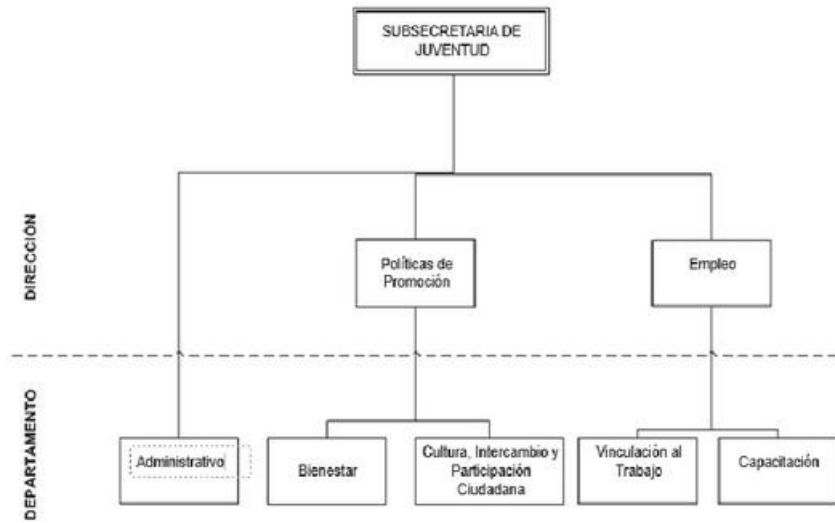 SUBSECRETARIA DE
JUVENTUD
DIRECCIÓN
Políticas de
Promoción
Empleo
DEPARTAMENTO
Administrativo
Bienestar
Cultura, Intercambio y
Participación
Ciudadana
Vinculación al
Trabajo
Capacitación